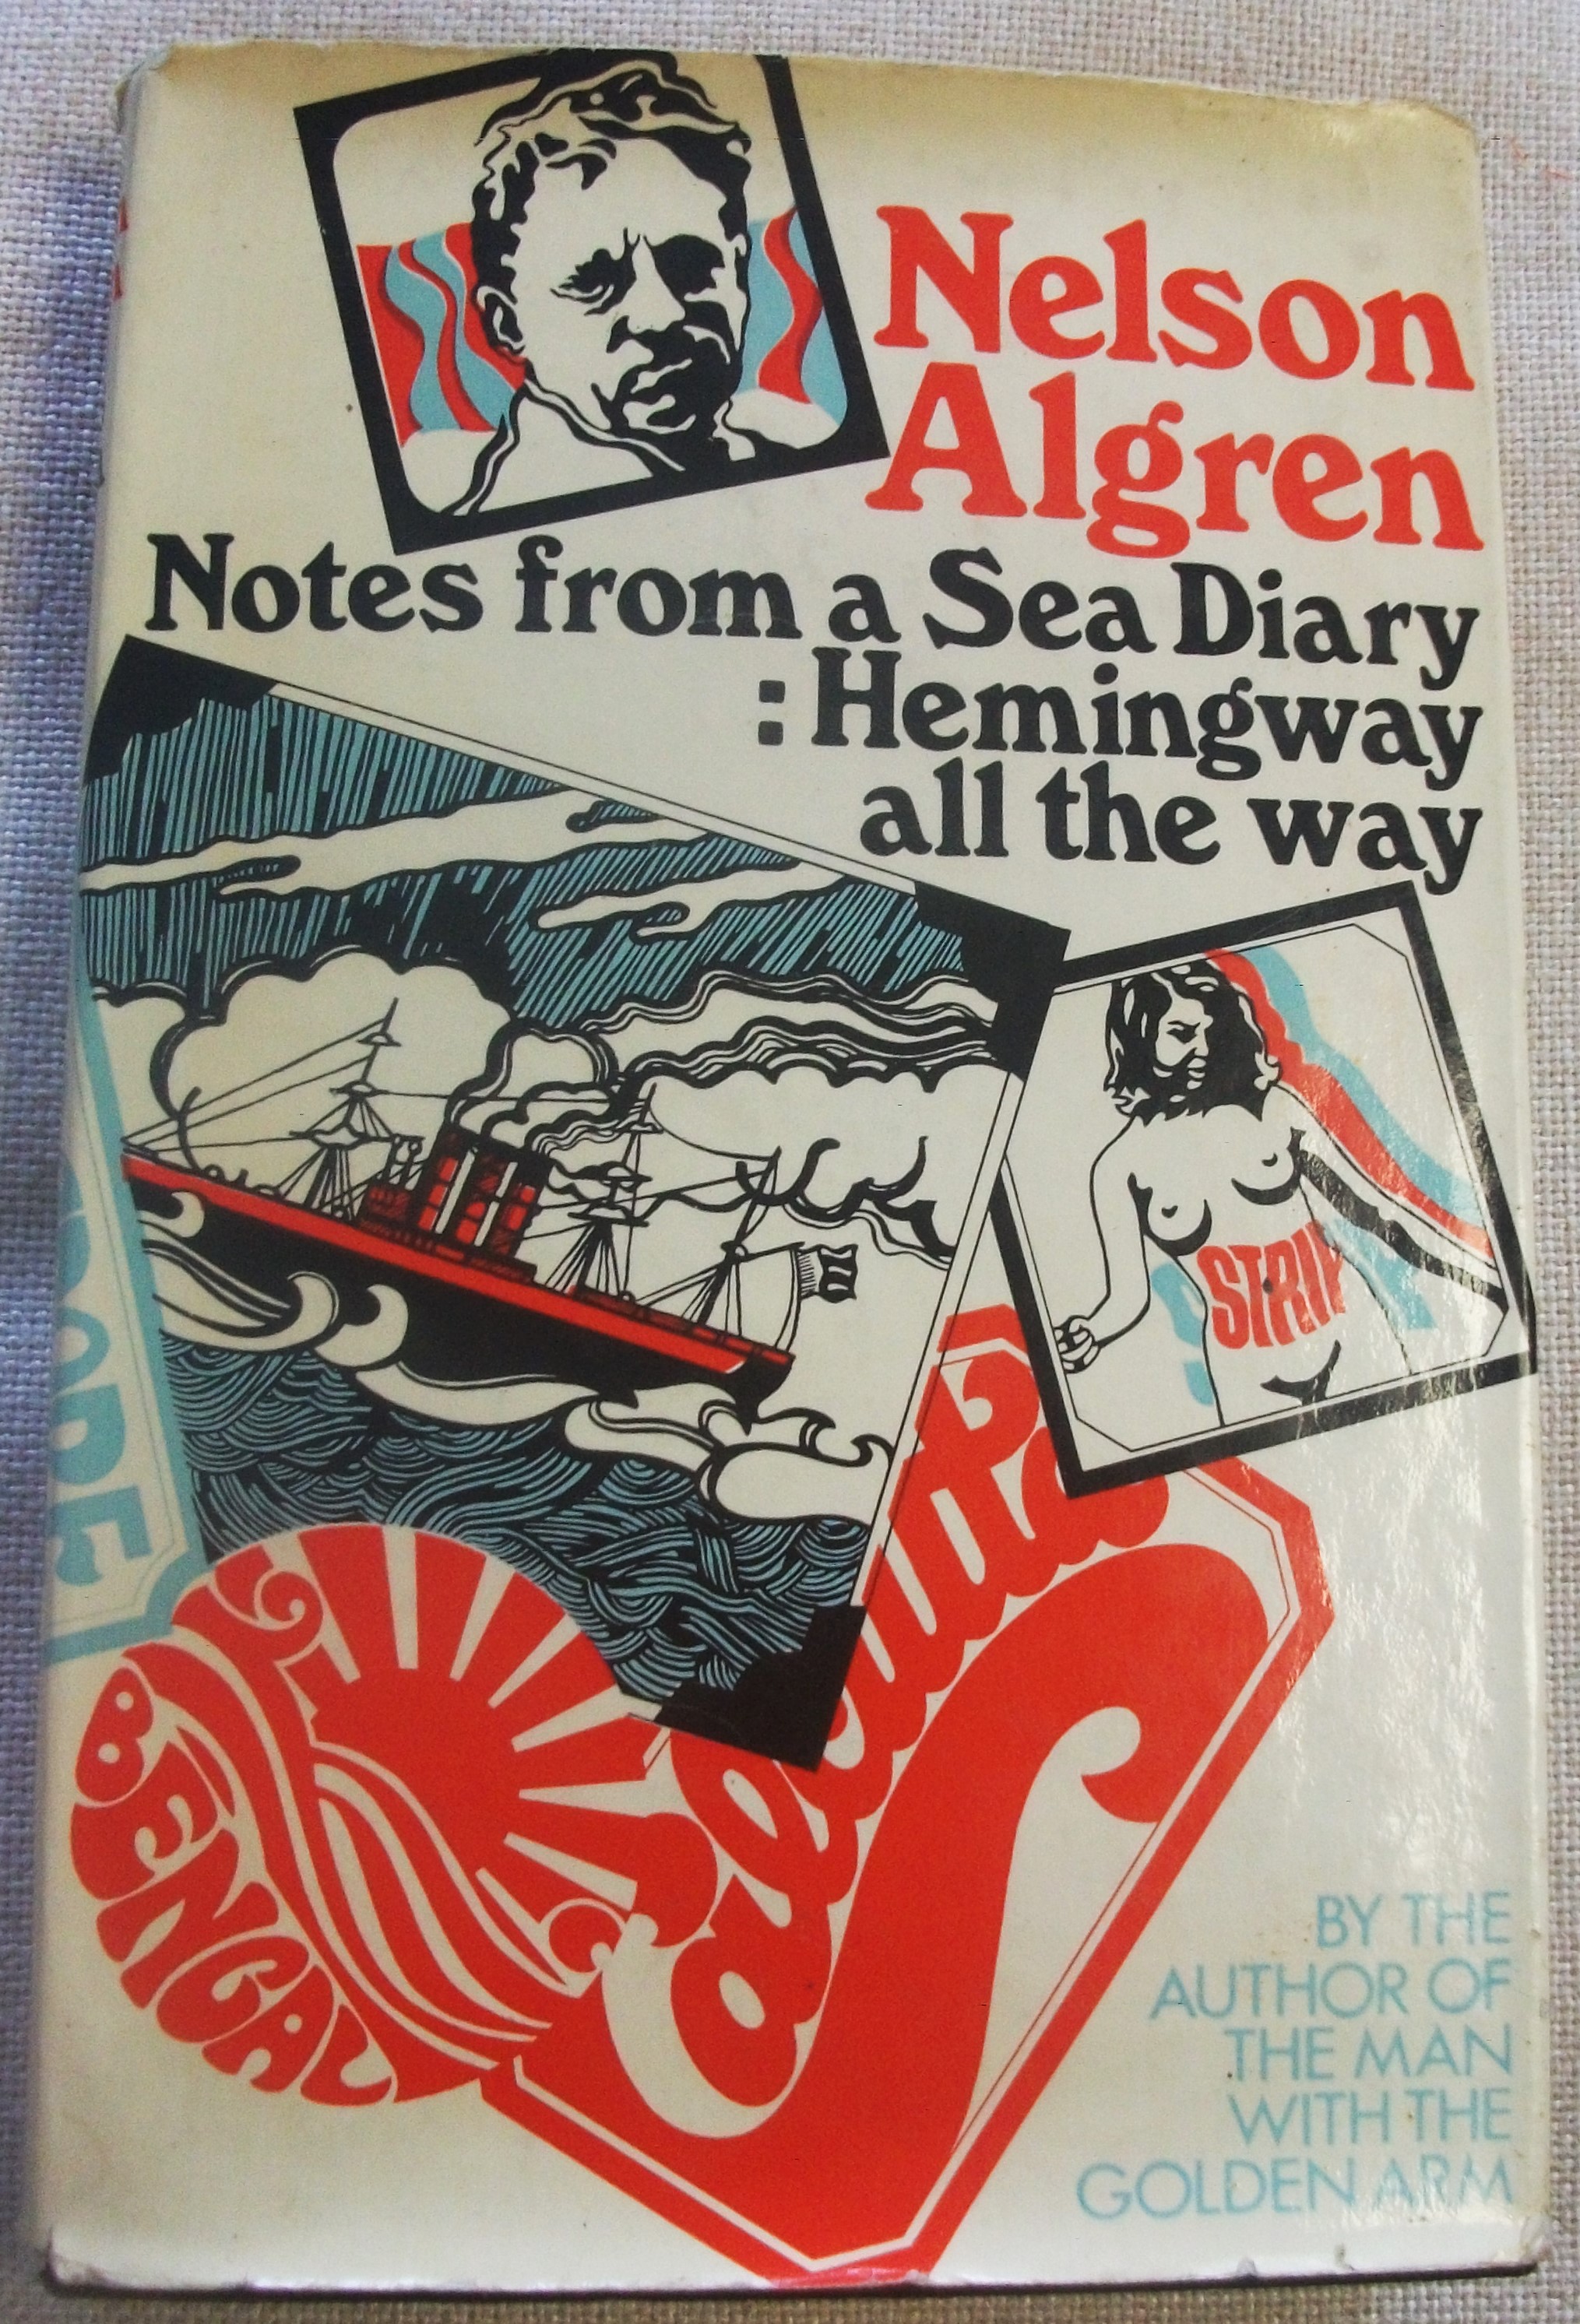 Nelson
Algren
Notes from a Sea Diary
: Hemingway
all the way
STRIP
BENGAL
BY THE
AUTHOR OF
THE MAN
WITH THE
GOLDEN ARM